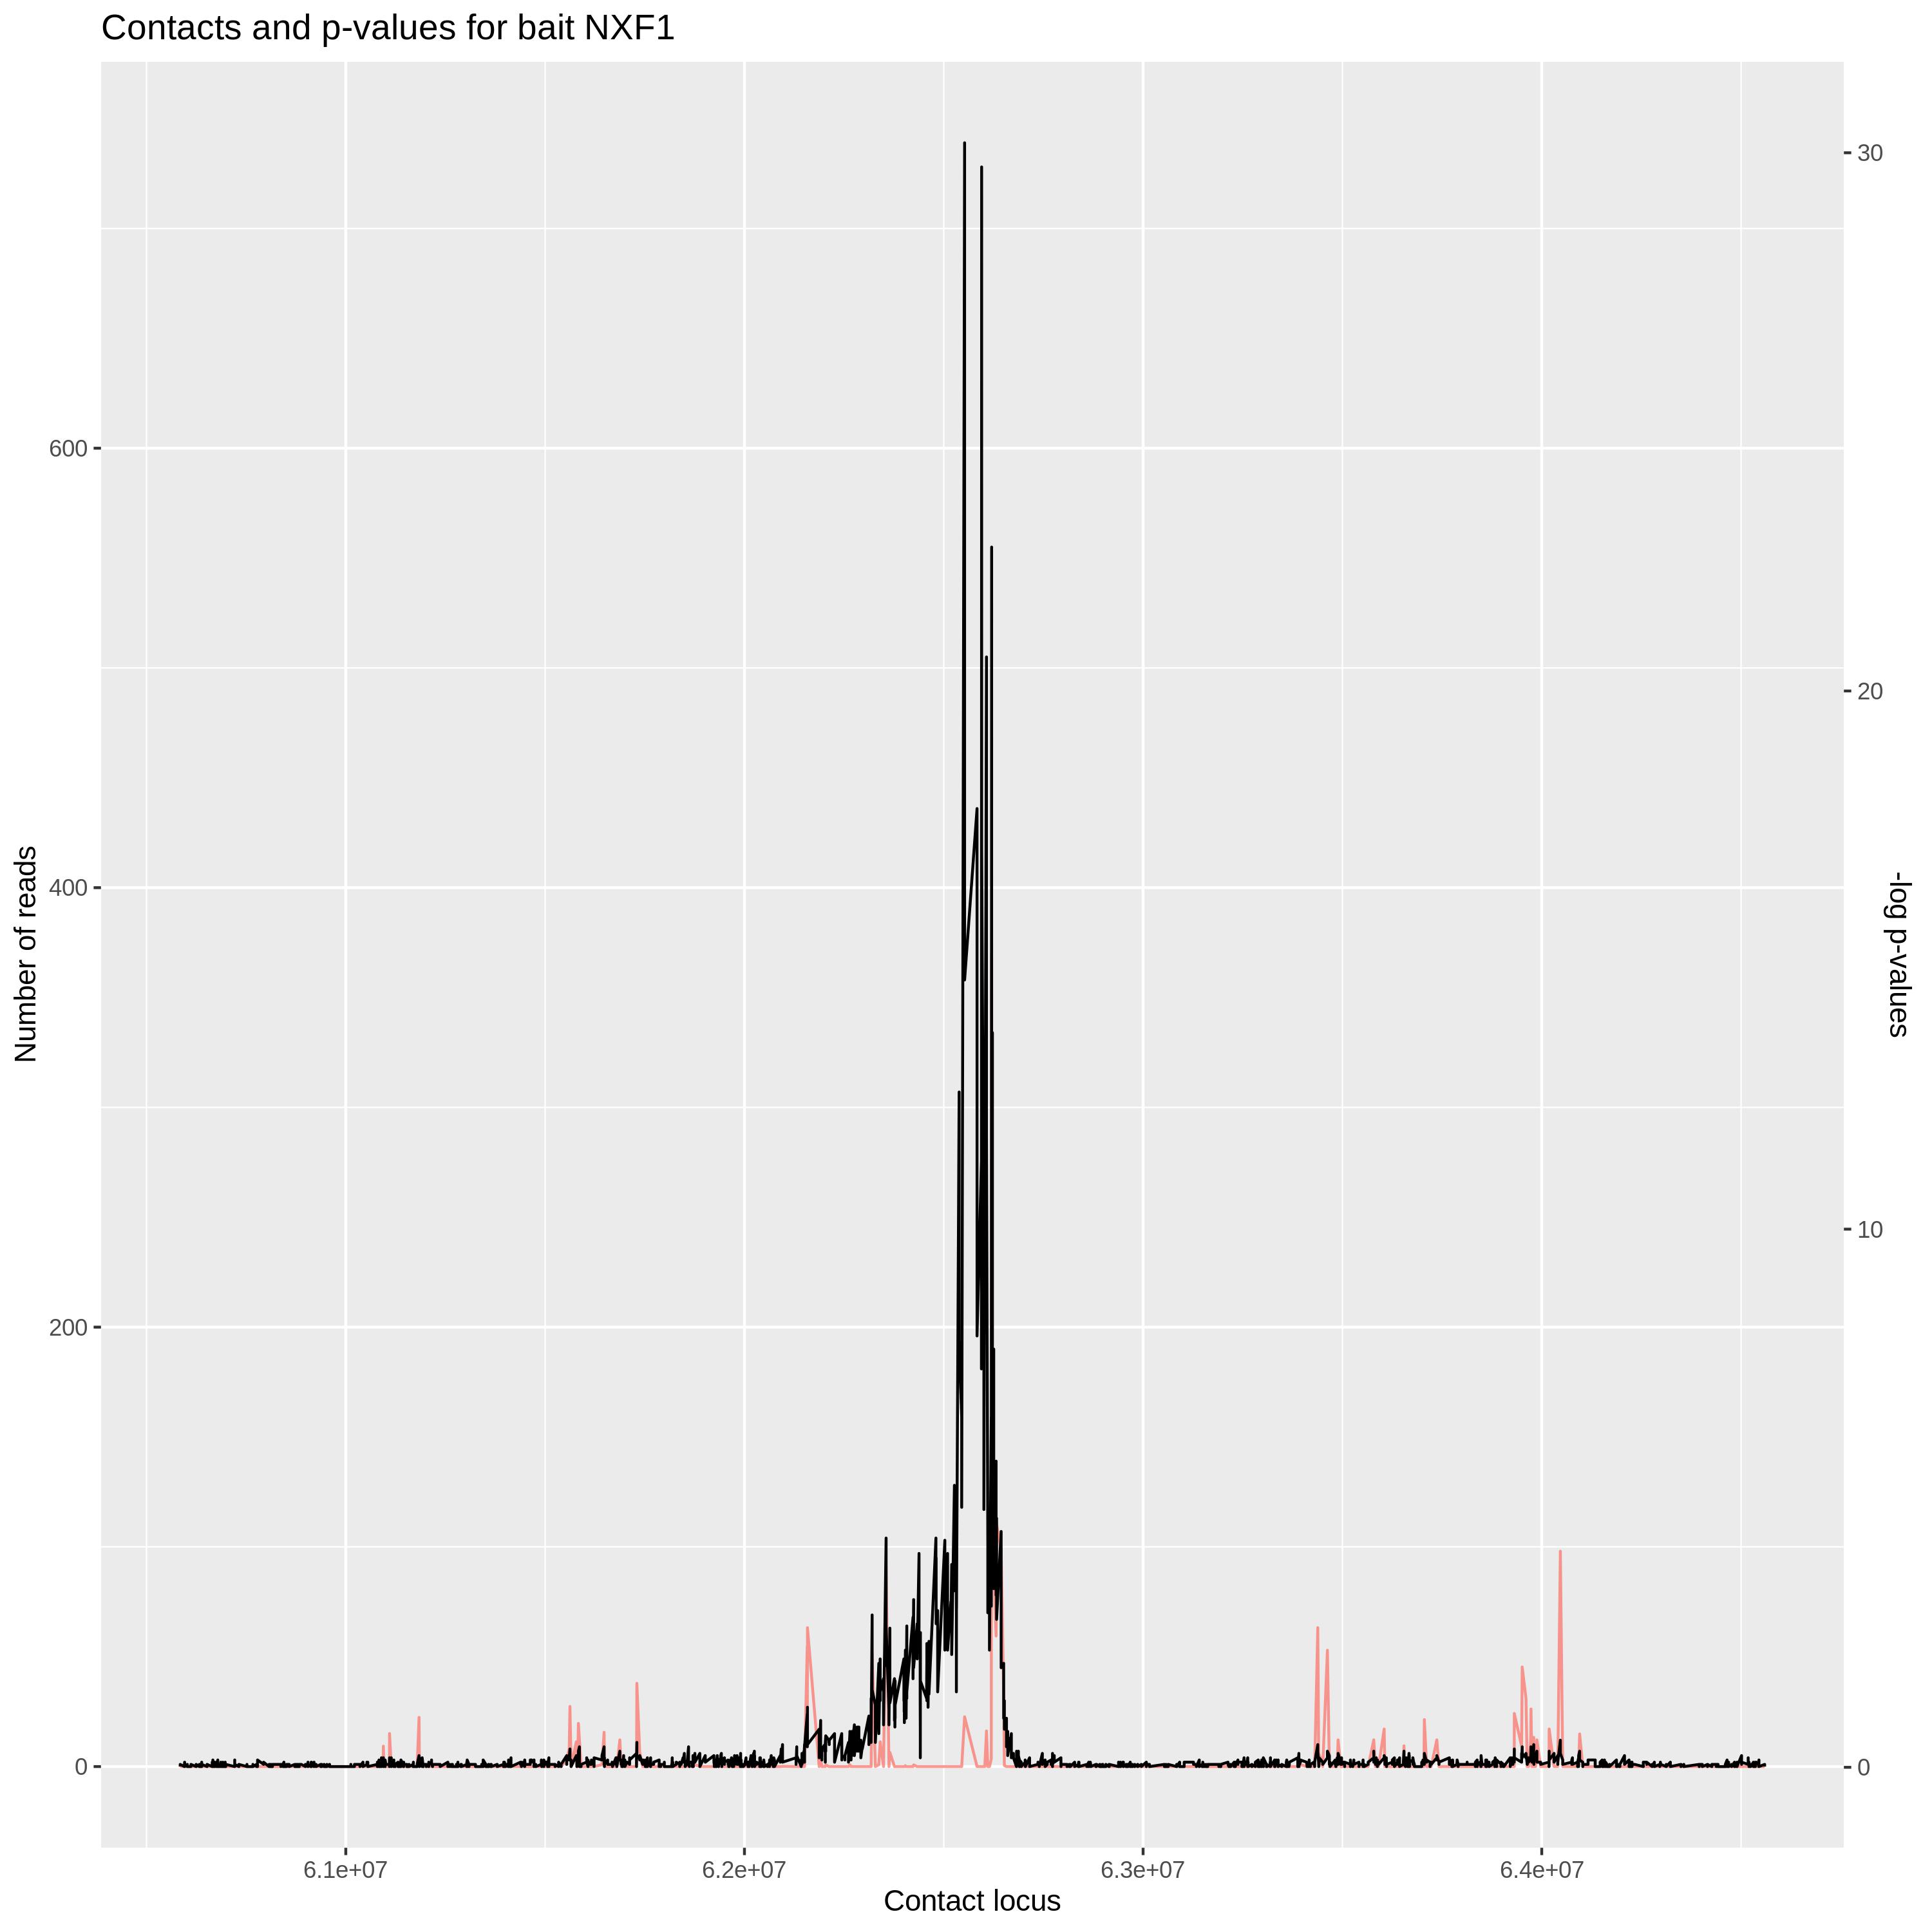 Contacts and p-values for bait NXF1
600
400
200
0
Number of reads
30
20
10
0
-log p-values
6.1e+07
6.2e+07
6.3e+07
6.4e+07
Contact locus